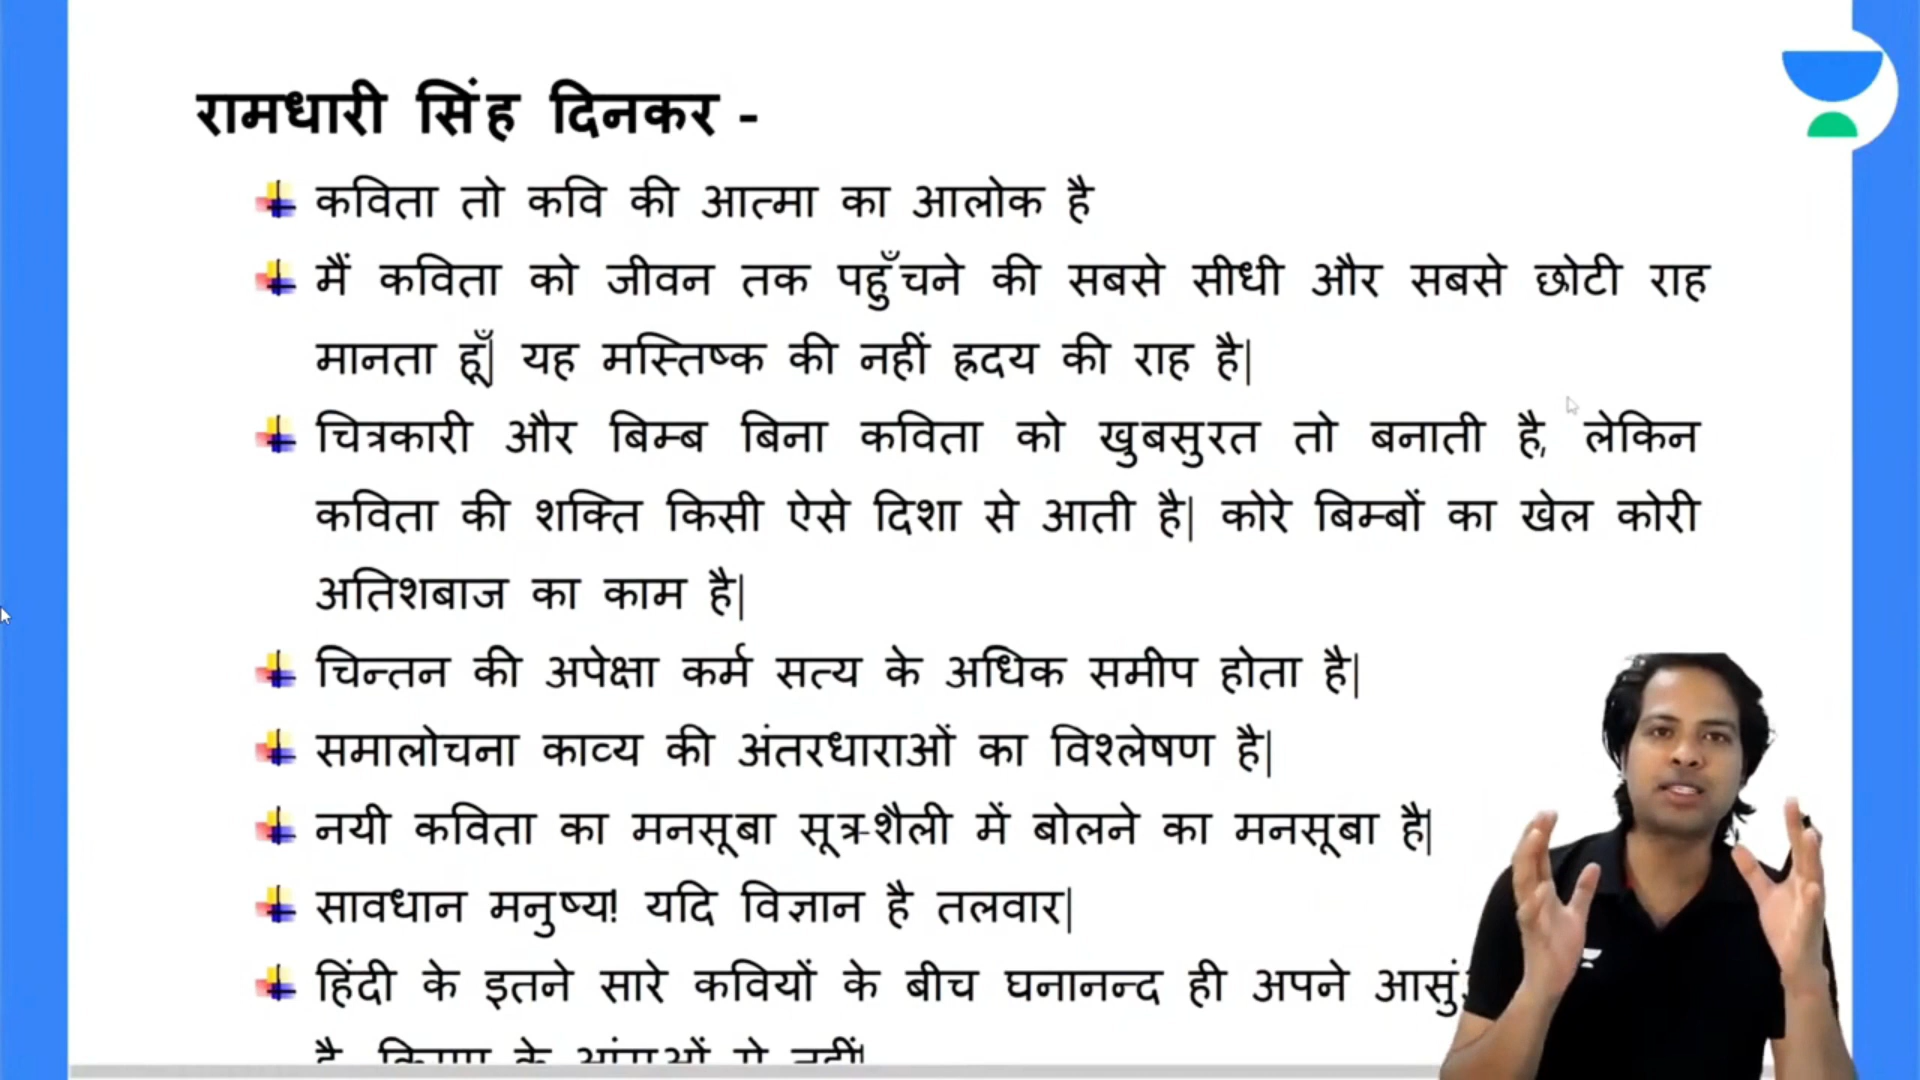 रामधारी सिंह दिनकर -
कविता तो कवि की आत्मा का आलोक है
मैं कविता को जीवन तक पहुँचने की सबसे सीधी और सबसे छोटी राह
मानता हूँ| यह मस्तिष्क की नहीं ह्रदय की राह है|
चित्रकारी और बिम्ब बिना कविता को खुबसुरत तो बनाती है, लेकिन
कविता की शक्ति किसी ऐसे दिशा से आती है| कोरे बिम्बों का खेल कोरी
अतिशबाज का काम है|
चिन्तन की अपेक्षा कर्म सत्य के अधिक समीप होता है|
समालोचना काव्य की अंतरधाराओं का विश्लेषण है|
नयी कविता का मनसूबा सूत्र-शैली में बोलने का मनसूबा है|
सावधान मनुष्य! यदि विज्ञान है तलवार|
हिंदी के इतने सारे कवियों के बीच घनानन्द ही अपने